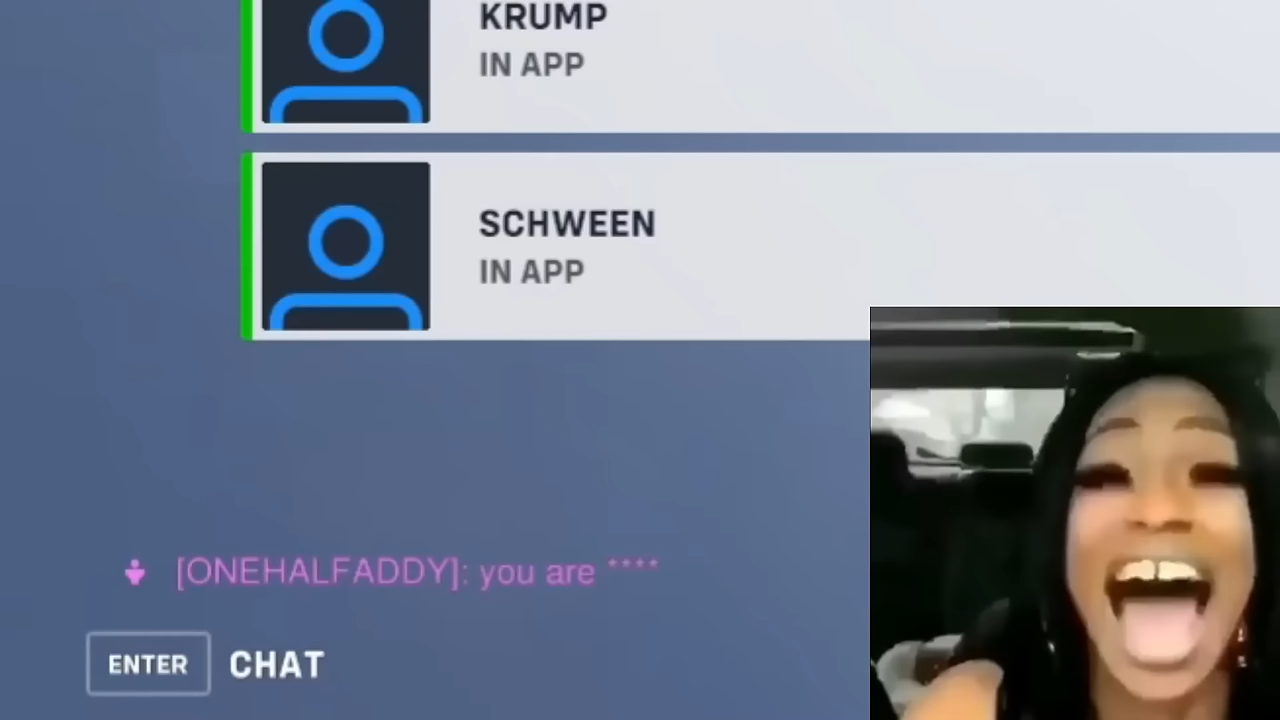 KRUMP
IN APP
SCHWEEN
IN APP
[ONEHALFADDY]: you are ****
ENTER CHAT